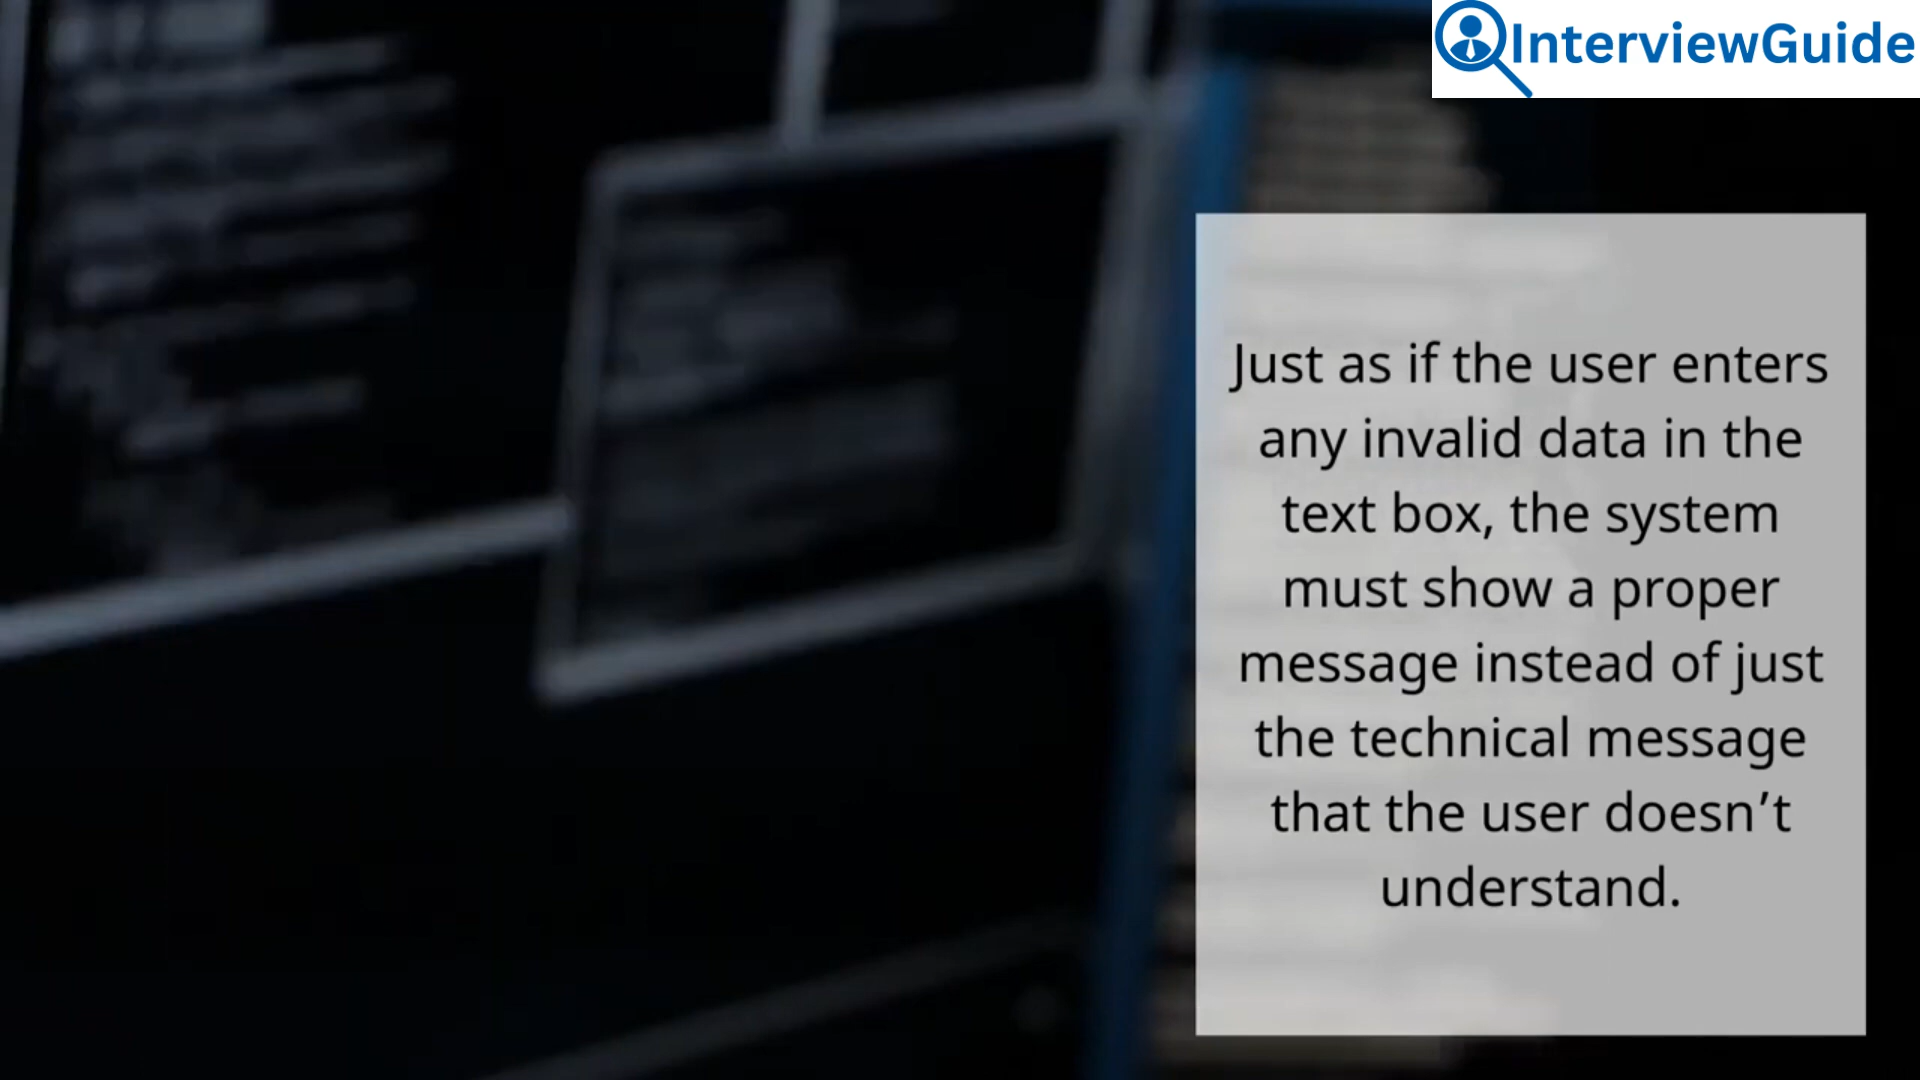 InterviewGuide
Just as if the user enters
any invalid data in the
text box, the system
must show a proper
message instead of just
the technical message
that the user doesn’t
understand.